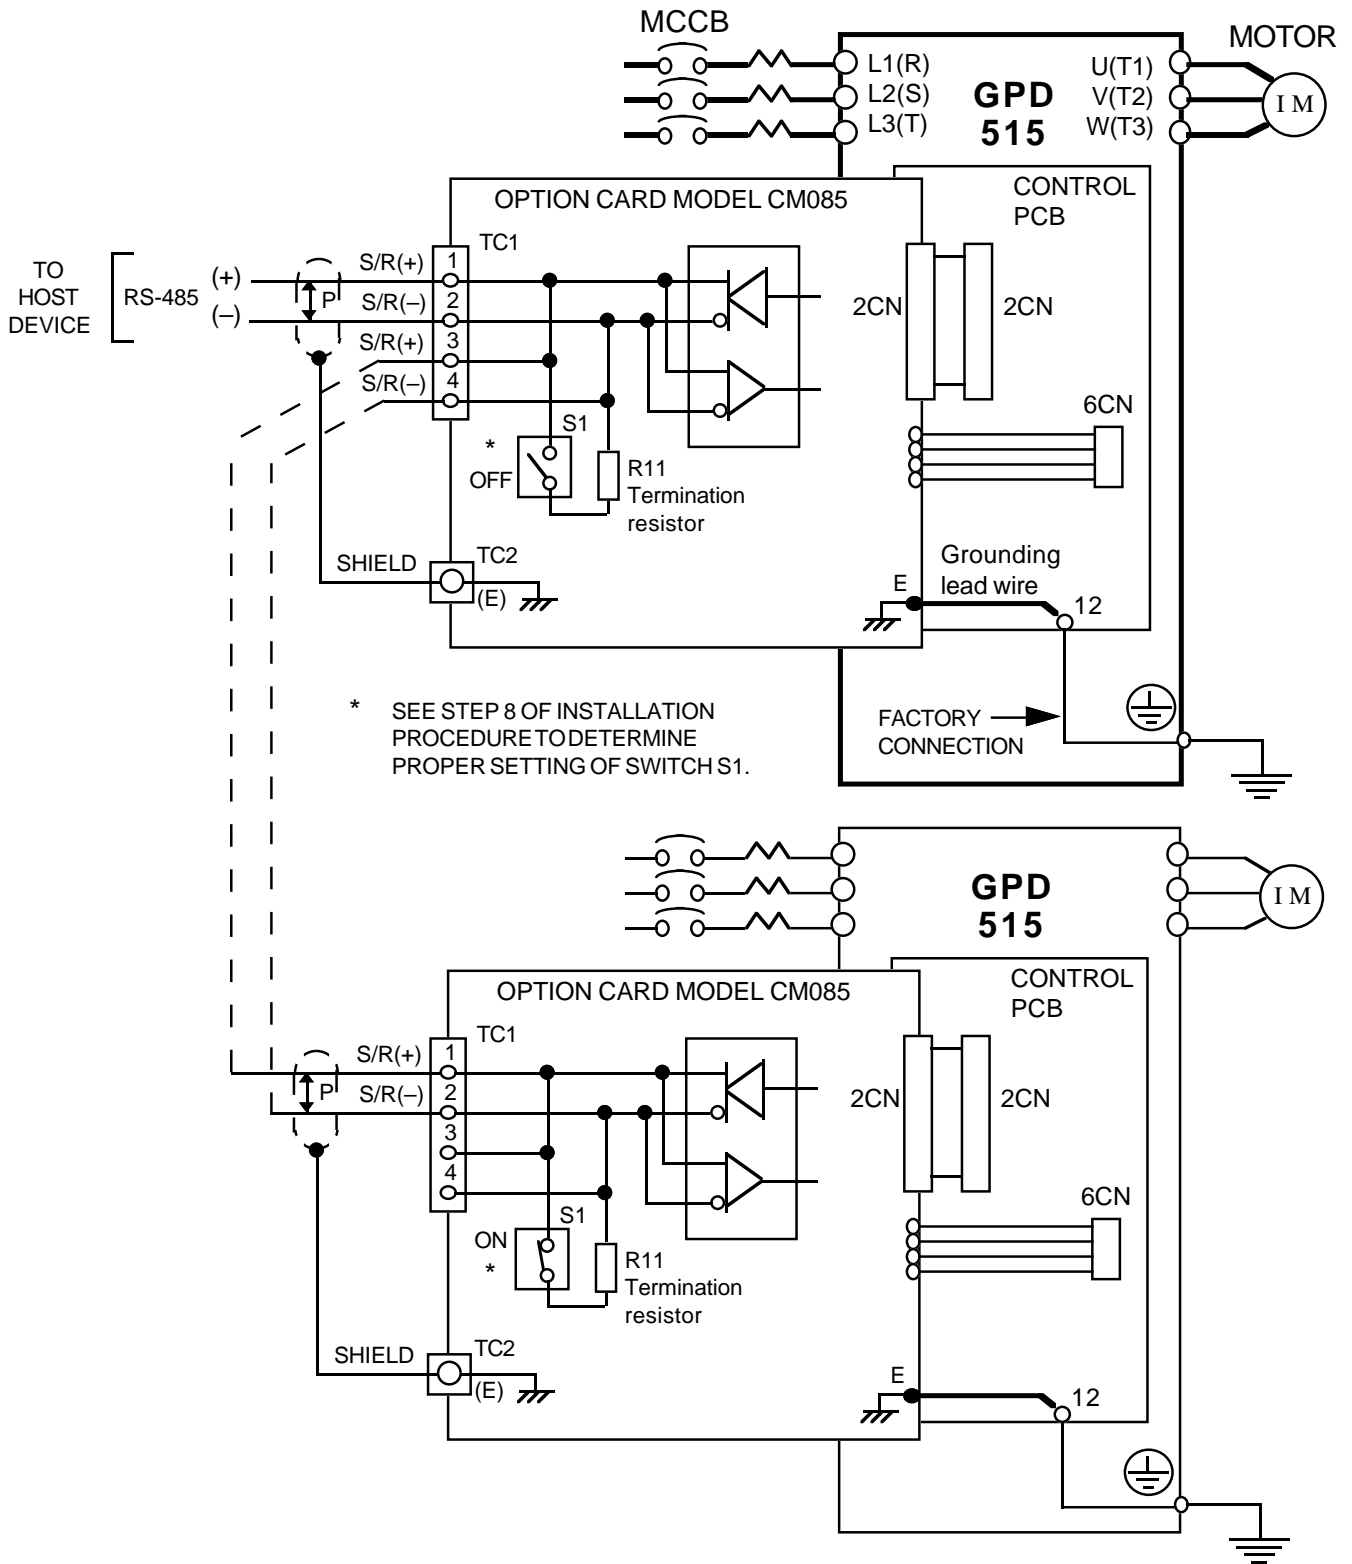 MCCB
MOTOR
L1(R)
L2(S)
L3(T)
GPD
515
U(T1)
V(T2)
W(T3)
I M
CONTROL
PCB
OPTION CARD MODEL CM085
TO
HOST
DEVICE
RS-485
(+)
(–)
P
S/R(+)
S/R(–)
S/R(+)
S/R(–)
TC1
1
2
3
4
2CN
2CN
6CN
S1
*
OFF
R11
Termination
resistor
SHIELD
TC2
(E)
E
Grounding
lead wire
12
* SEE STEP 8 OF INSTALLATION
PROCEDURE TO DETERMINE
PROPER SETTING OF SWITCH S1.
FACTORY
CONNECTION
GPD
515
I M
CONTROL
PCB
OPTION CARD MODEL CM085
P
S/R(+)
S/R(–)
TC1
1
2
3
4
2CN
2CN
6CN
S1
ON
*
R11
Termination
resistor
SHIELD
TC2
(E)
E
12